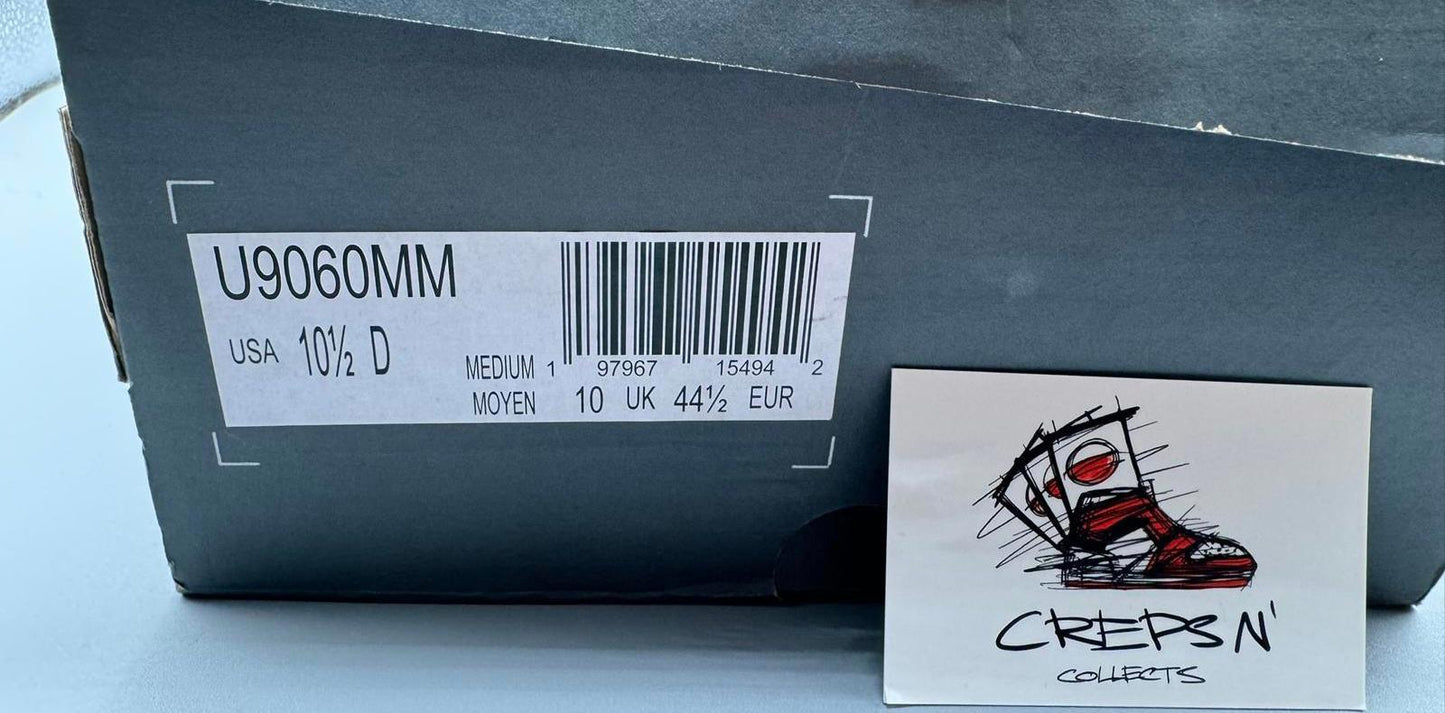 U9060MM
USA 10½ D
MEDIUM 1 97967 15494 2
MOYEN 10 UK 44½ EUR
CREPS N'
COLLECTS